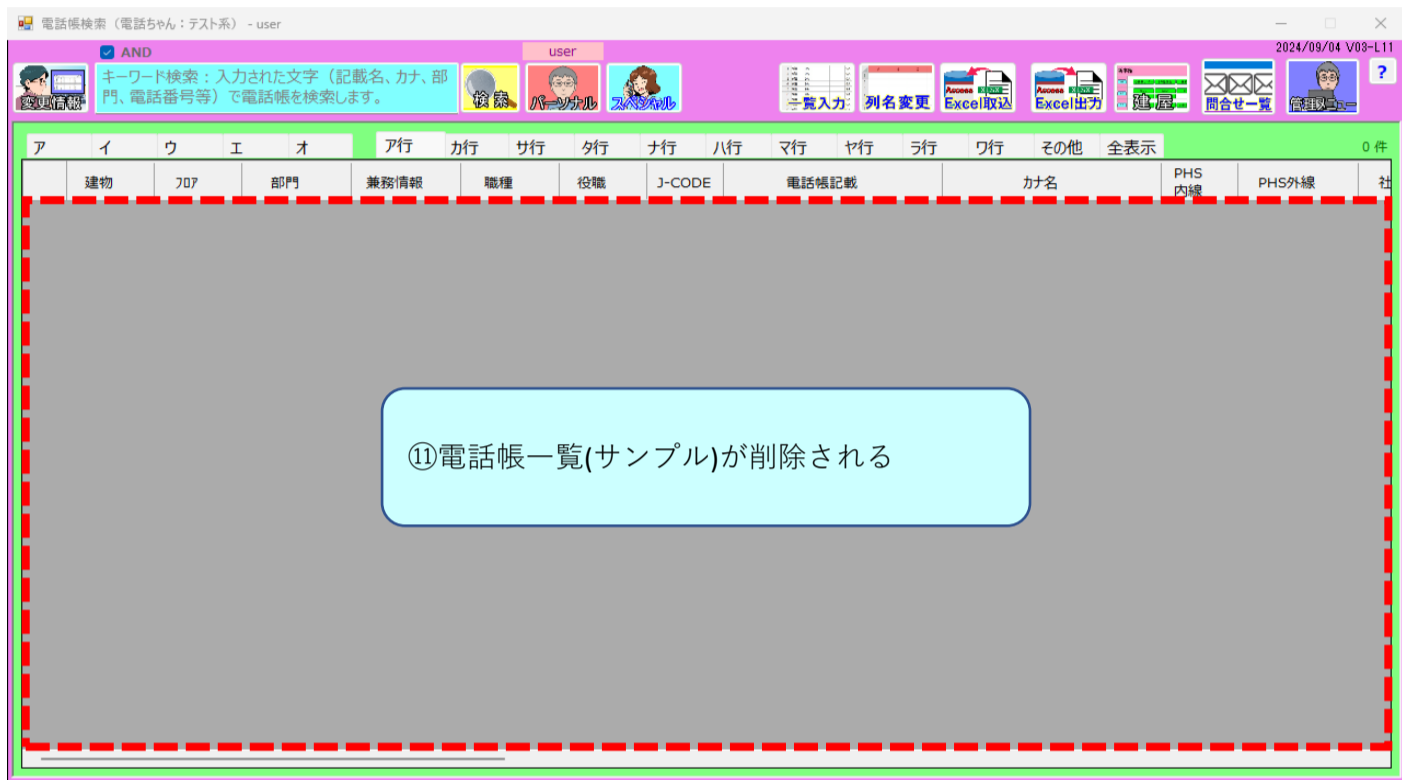 電話帳検索（電話ちゃん：テスト系） - user
AND
user
2024/09/04 V03-L11
変更情報
キーワード検索：入力された文字（記載名、カナ、部
門、電話番号等）で電話帳を検索します。
検索
パーソナル
スペシャル
一覧入力
列名変更
Access
Excel取込
Access
Excel出力
建屋
問合せ一覧
管理メニュー
?
ア イ ウ エ オ ア行 カ行 サ行 タ行 ナ行 ハ行 マ行 ヤ行 ラ行 ワ行 その他 全表示 0 件
建物 フロア 部門 兼務情報 職種 役職 J-CODE 電話帳記載 カナ名 PHS
内線 PHS外線 社
⑪電話帳一覧(サンプル)が削除される